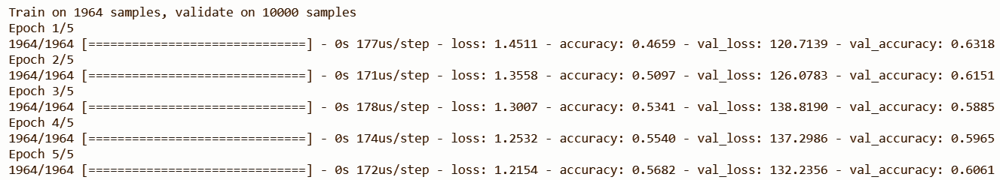 Train on 1964 samples, validate on 10000 samples
Epoch 1/5
1964/1964 [==============================] - 0s 177us/step - loss: 1.4511 - accuracy: 0.4659 - val_loss: 120.7139 - val_accuracy: 0.6318
Epoch 2/5
1964/1964 [==============================] - 0s 171us/step - loss: 1.3558 - accuracy: 0.5097 - val_loss: 126.0783 - val_accuracy: 0.6151
Epoch 3/5
1964/1964 [==============================] - 0s 178us/step - loss: 1.3007 - accuracy: 0.5341 - val_loss: 138.8190 - val_accuracy: 0.5885
Epoch 4/5
1964/1964 [==============================] - 0s 174us/step - loss: 1.2532 - accuracy: 0.5540 - val_loss: 137.2986 - val_accuracy: 0.5965
Epoch 5/5
1964/1964 [==============================] - 0s 172us/step - loss: 1.2154 - accuracy: 0.5682 - val_loss: 132.2356 - val_accuracy: 0.6061